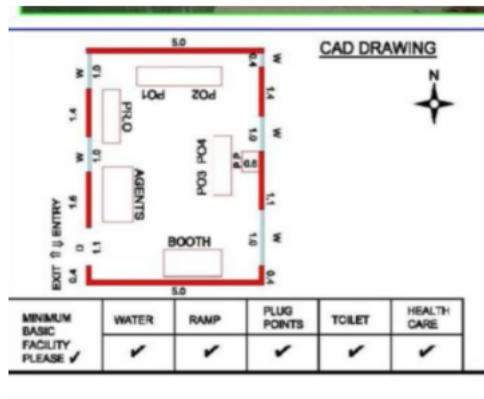 CAD DRAWING
N
5.0
W
1.0
1.4
W
1.0
1.6
EXIT ⇩ ⇧ ENTRY
D
1.1
0.4
5.0
0.4
W
1.4
1.0
W
1.1
1.0
W
0.4
PO1 PO2
PR.O
PO3 PO4
P.P
0.6
AGENTS
BOOTH
MINIMUM
BASIC
FACILITY
PLEASE ✓
WATER
RAMP
PLUG
POINTS
TOILET
HEALTH
CARE
✓ ✓ ✓ ✓ ✓